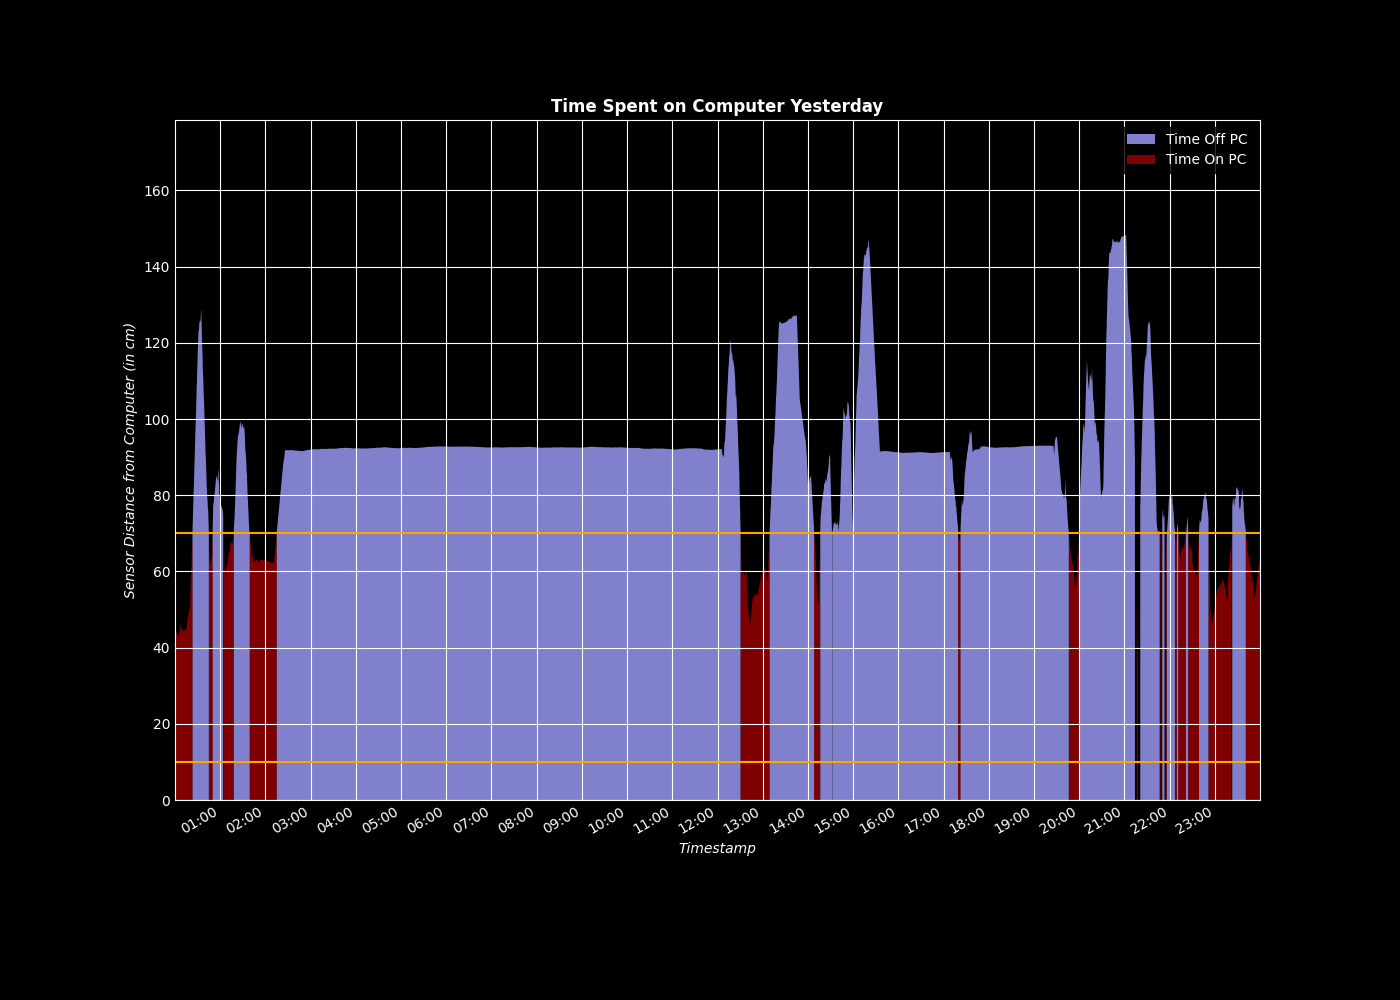 Time Spent on Computer Yesterday
Time Off PC
Time On PC
Sensor Distance from Computer (in cm)
160
140
120
100
80
60
40
20
0
01:00 02:00 03:00 04:00 05:00 06:00 07:00 08:00 09:00 10:00 11:00 12:00 13:00 14:00 15:00 16:00 17:00 18:00 19:00 20:00 21:00 22:00 23:00
Timestamp